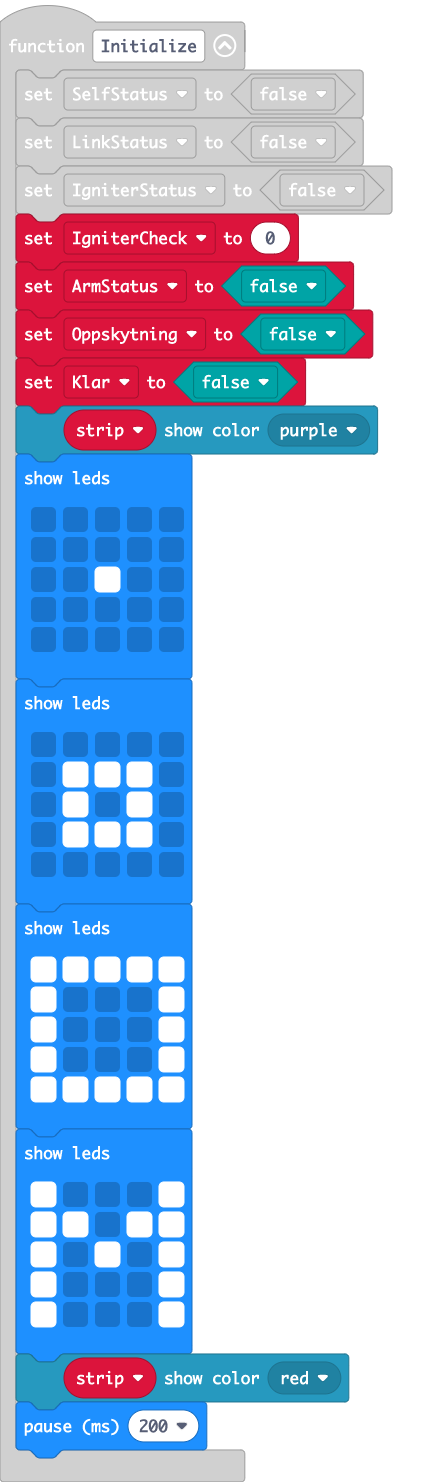 function Initialize
set SelfStatus to false
set LinkStatus to false
set IgniterStatus to false
set IgniterCheck to 0
set ArmStatus to false
set Oppskytning to false
set Klar to false
strip show color purple
show leds
show leds
show leds
show leds
strip show color red
pause (ms) 200